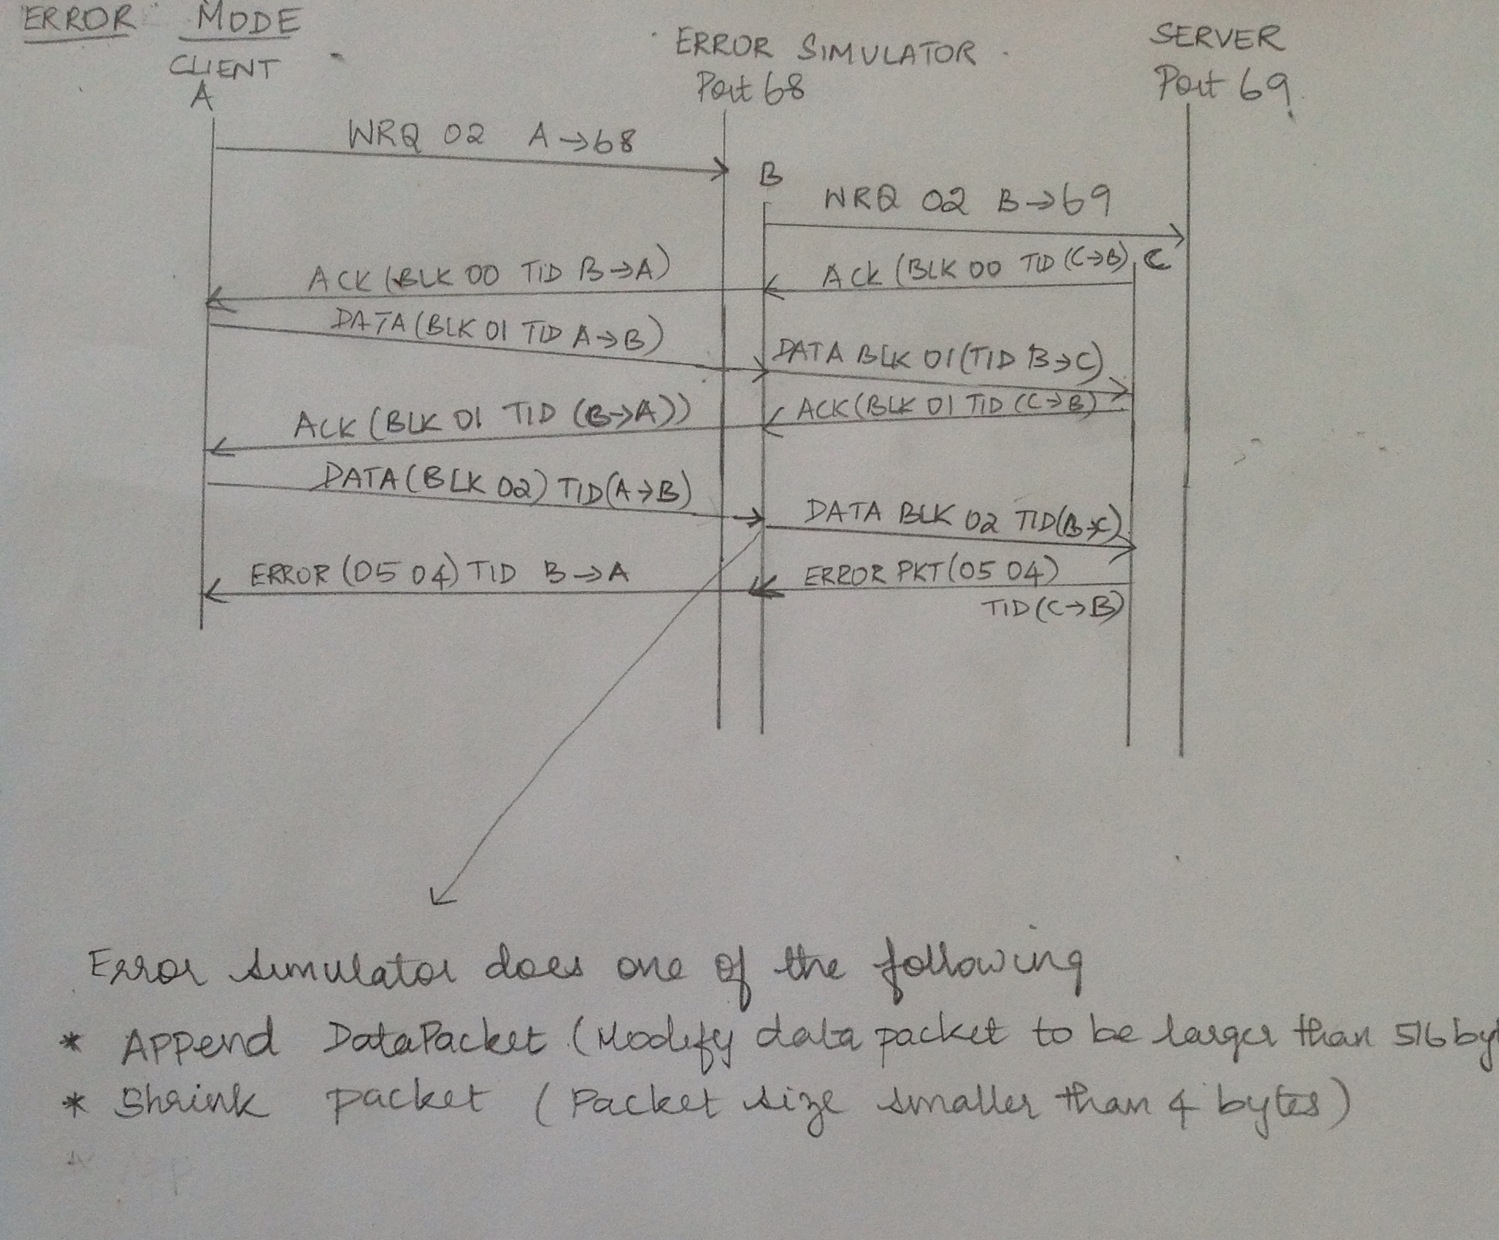 ERROR MODE
CLIENT
A
ERROR SIMULATOR
Port 68
SERVER
Port 69
WRQ 02 A→68
B
WRQ 02 B→69
ACK (BLK 00 TID B→A)
ACK (BLK 00 TID (C→B)
C
DATA (BLK 01 TID A→B)
DATA BLK 01 (TID B→C)
ACK (BLK 01 TID (B→A))
ACK (BLK 01 TID (C→B)
DATA (BLK 02) TID (A→B)
DATA BLK 02 TID (B→C)
ERROR (05 04) TID B→A
ERROR PKT (05 04)
TID (C→B)
Error simulator does one of the following
* Append DataPacket (Modify data packet to be larger than 516 byt
* Shrink packet (Packet size smaller than 4 bytes)